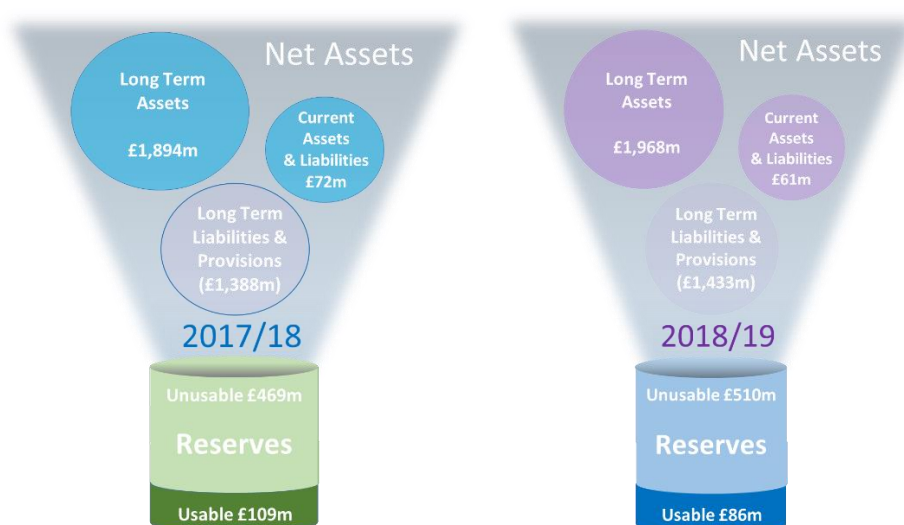 Net Assets
Long Term
Assets
£1,894m
Current
Assets
& Liabilities
£72m
Long Term
Liabilities &
Provisions
(£1,388m)
2017/18
Unusable £469m
Reserves
Usable £109m
Net Assets
Long Term
Assets
£1,968m
Current
Assets
& Liabilities
£61m
Long Term
Liabilities &
Provisions
(£1,433m)
2018/19
Unusable £510m
Reserves
Usable £86m